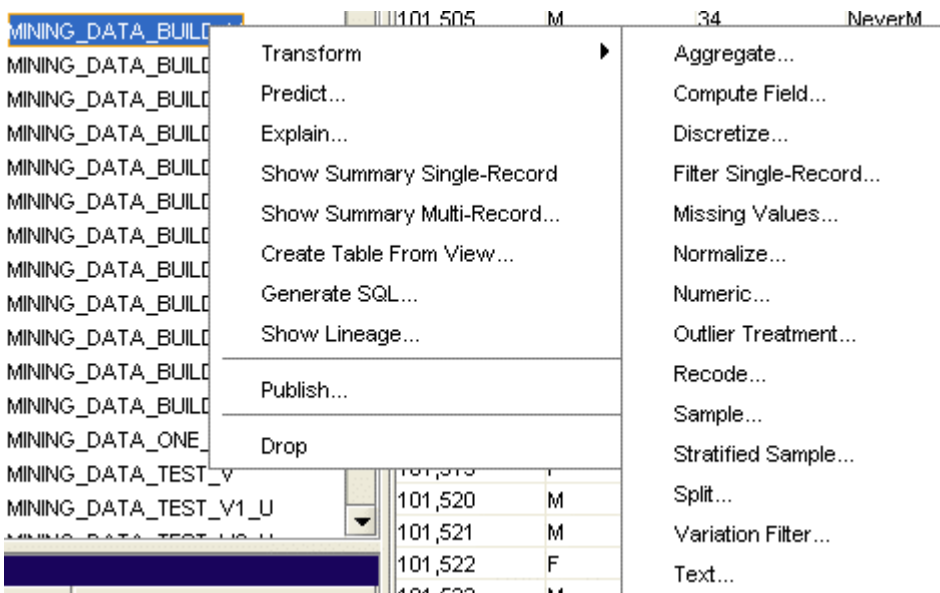 MINING_DATA_BUILD
MINING_DATA_BUILD
MINING_DATA_BUILD
MINING_DATA_BUILD
MINING_DATA_BUILD
MINING_DATA_BUILD
MINING_DATA_BUILD
MINING_DATA_BUILD
MINING_DATA_BUILD
MINING_DATA_BUILD
MINING_DATA_BUILD
MINING_DATA_BUILD
MINING_DATA_ONE_
MINING_DATA_TEST_V
MINING_DATA_TEST_V1_U
Transform
Predict...
Explain...
Show Summary Single-Record
Show Summary Multi-Record...
Create Table From View...
Generate SQL...
Show Lineage...
Publish...
Drop
Aggregate...
Compute Field...
Discretize...
Filter Single-Record...
Missing Values...
Normalize...
Numeric...
Outlier Treatment...
Recode...
Sample...
Stratified Sample...
Split...
Variation Filter...
Text...
101,505 M 34 NeverM
101,520 M
101,521 M
101,522 F